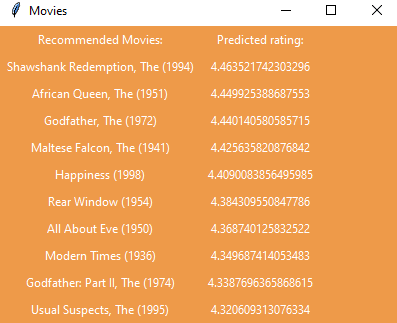 Movies
Recommended Movies: Predicted rating:
Shawshank Redemption, The (1994) 4.463521742303296
African Queen, The (1951) 4.449925388687553
Godfather, The (1972) 4.440140580585715
Maltese Falcon, The (1941) 4.425635820876842
Happiness (1998) 4.4090083856495985
Rear Window (1954) 4.384309550847786
All About Eve (1950) 4.368740125832522
Modern Times (1936) 4.349687414053483
Godfather: Part II, The (1974) 4.3387696365868615
Usual Suspects, The (1995) 4.320609313076334